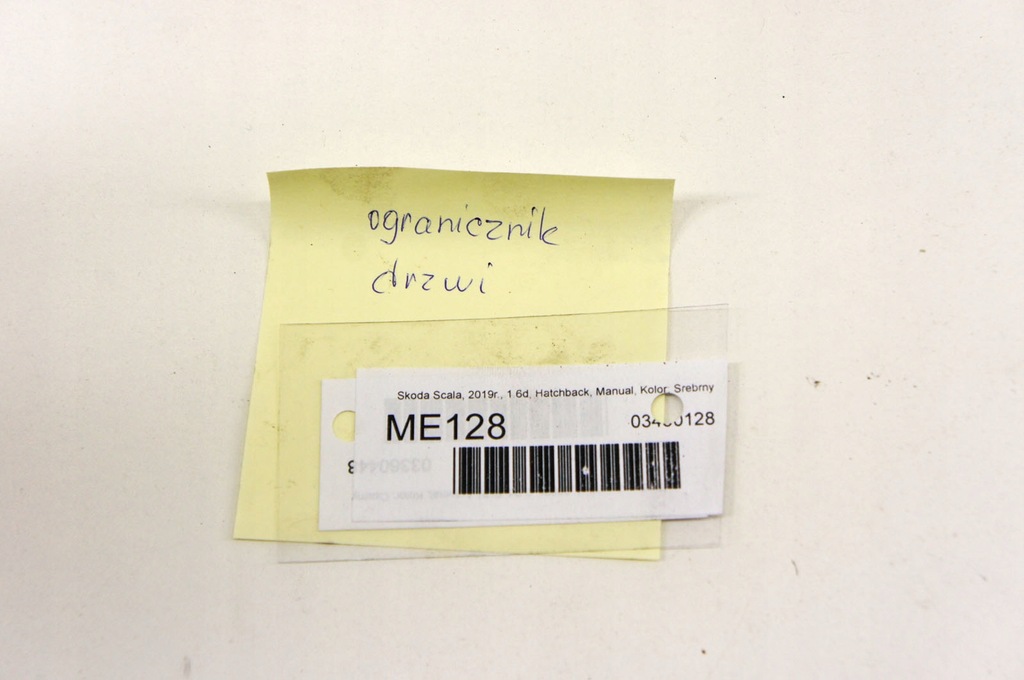 ogranicznik
drzwi
Skoda Scala, 2019r., 1.6d, Hatchback, Manual, Kolor: Srebrny
ME128